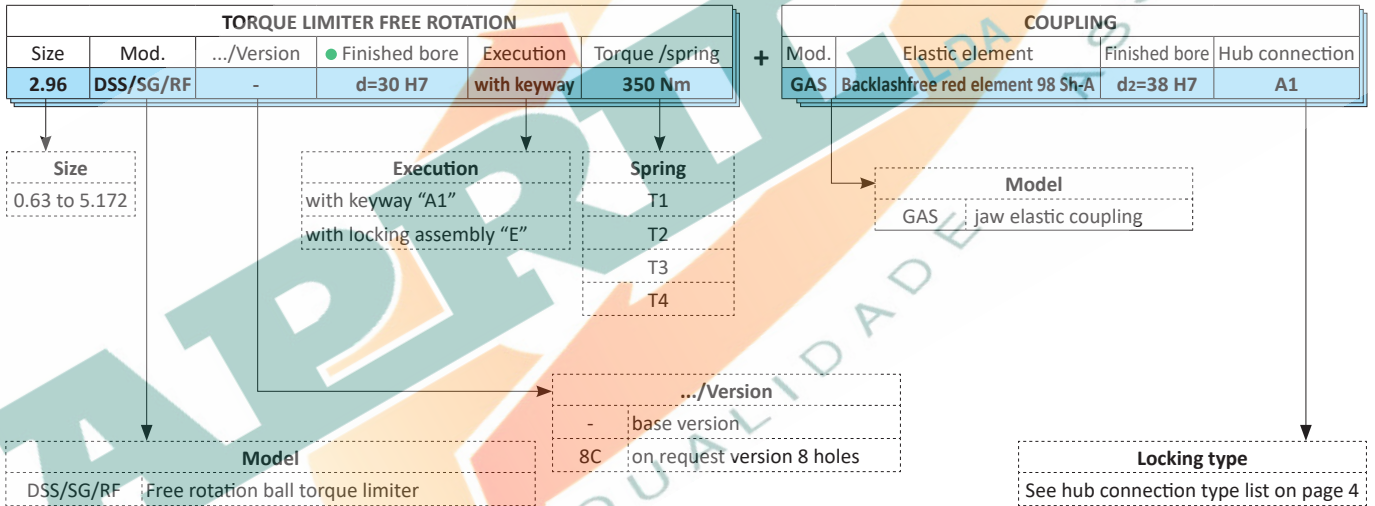 TORQUE LIMITER FREE ROTATION
Size Mod. .../Version ● Finished bore Execution Torque /spring
2.96 DSS/SG/RF - d=30 H7 with keyway 350 Nm
+
COUPLING
Mod. Elastic element Finished bore Hub connection
GAS Backlashfree red element 98 Sh-A d2=38 H7 A1
Size
0.63 to 5.172
Execution
with keyway “A1”
with locking assembly “E”
Spring
T1
T2
T3
T4
Model
GAS jaw elastic coupling
.../Version
- base version
8C on request version 8 holes
Model
DSS/SG/RF Free rotation ball torque limiter
Locking type
See hub connection type list on page 4
APRIL
LDA
QUALIDADE